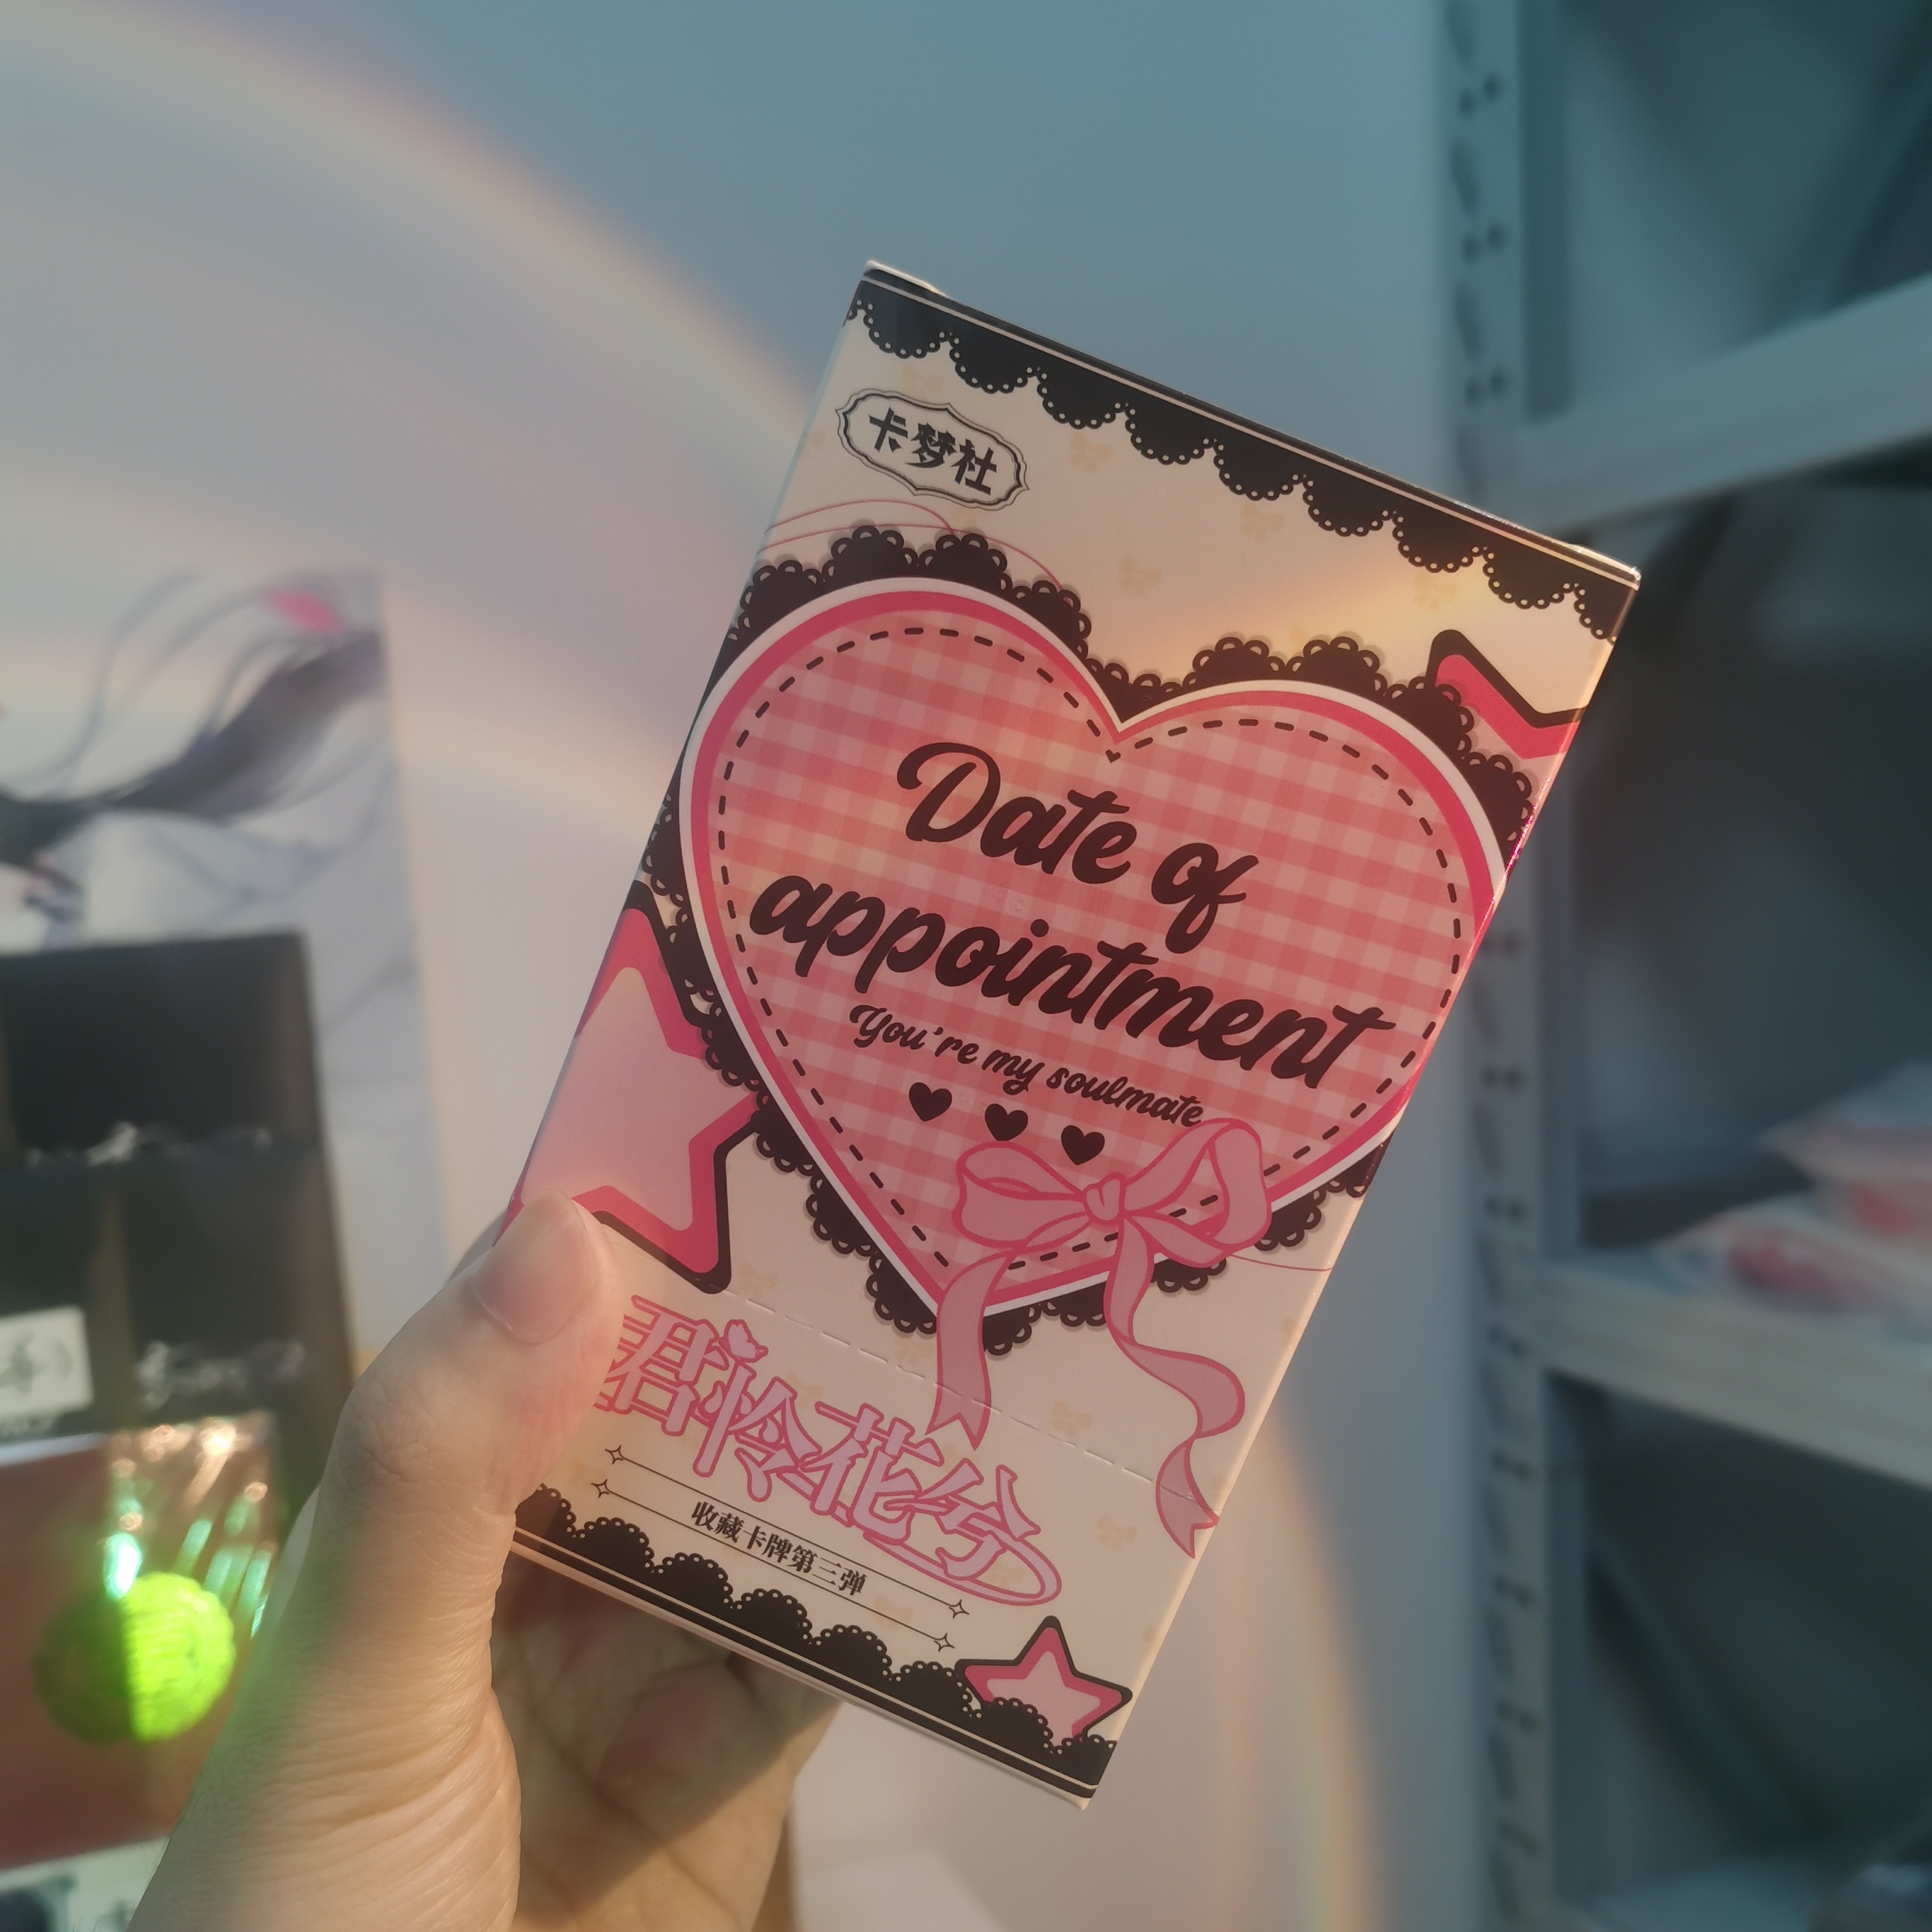 卡梦社
Date of
appointment
You're my soulmate
君怜花兮
收藏卡牌第三弹